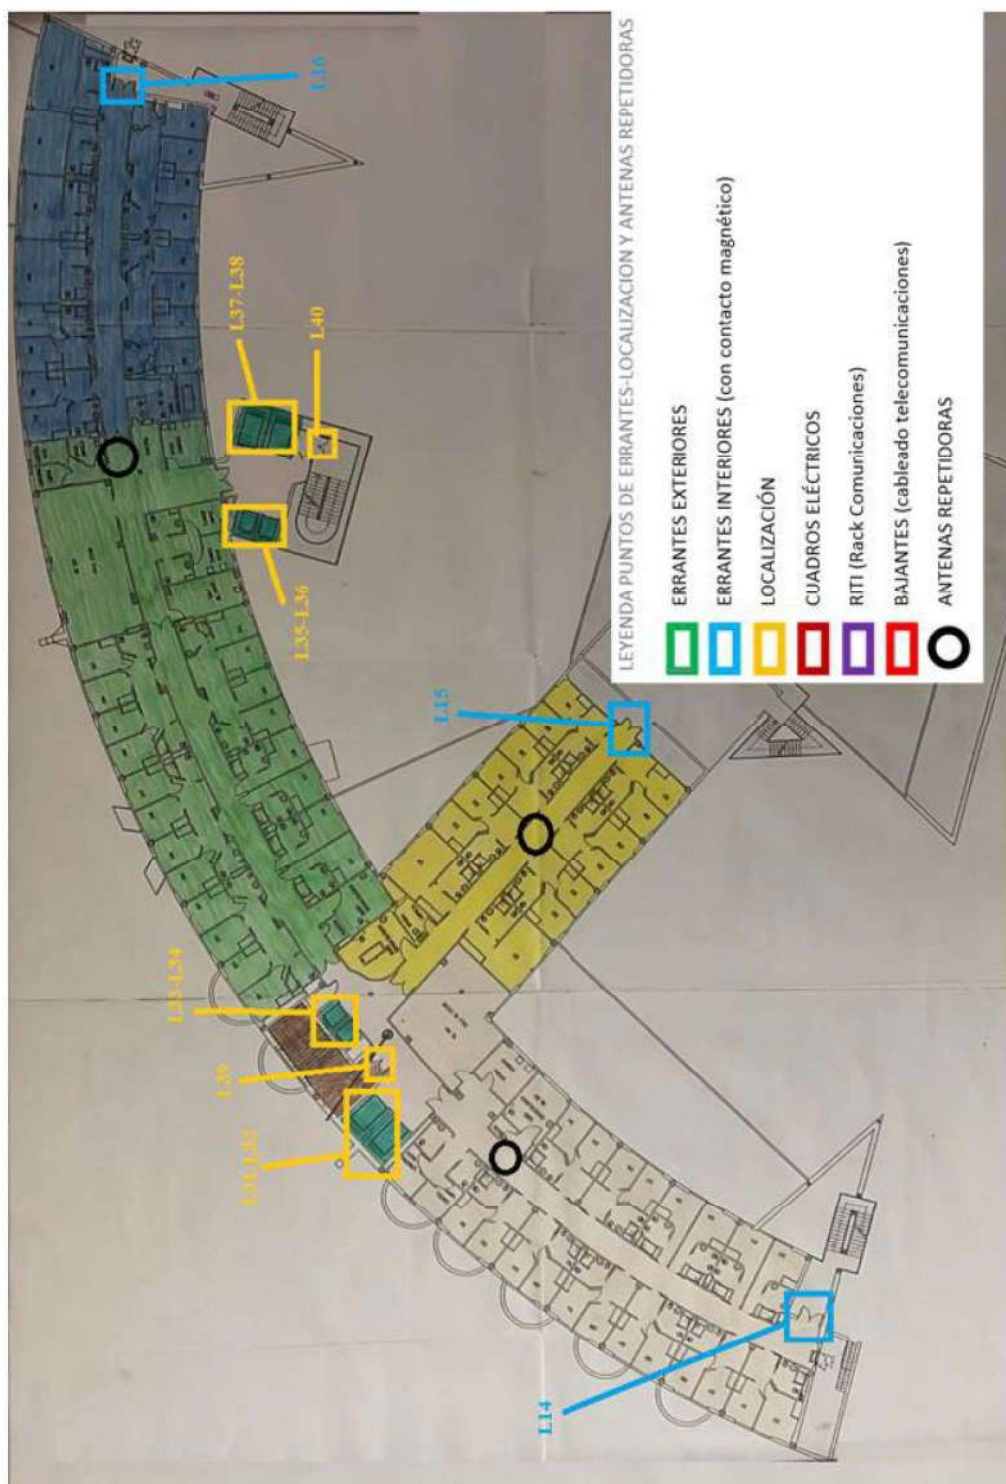 L16
L37-L38
L40
L35-L36
L15
L33-L34
L39
L31-L32
L14
LEYENDA PUNTOS DE ERRANTES-LOCALIZACION Y ANTENAS REPETIDORAS
ERRANTES EXTERIORES
ERRANTES INTERIORES (con contacto magnético)
LOCALIZACIÓN
CUADROS ELÉCTRICOS
RITI (Rack Comunicaciones)
BAJANTES (cableado telecomunicaciones)
ANTENAS REPETIDORAS